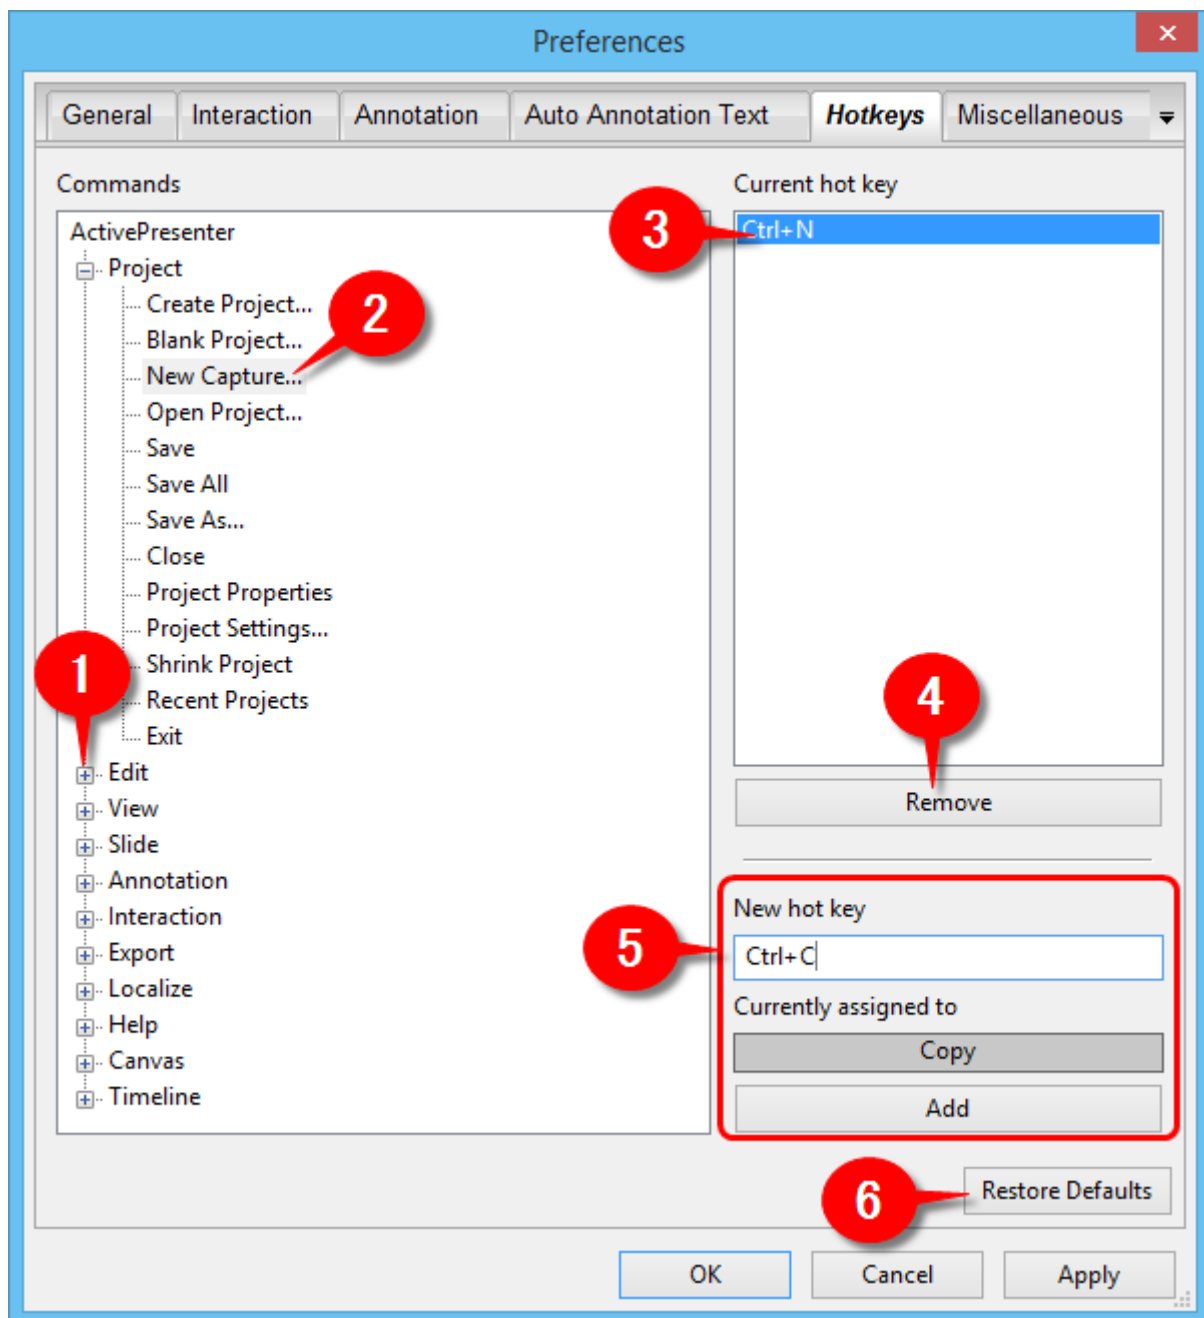 Preferences
General Interaction Annotation Auto Annotation Text Hotkeys Miscellaneous
Commands
ActivePresenter
Project
Create Project...
Blank Project...
2
New Capture...
Open Project...
Save
Save All
Save As...
Close
Project Properties
Project Settings...
Shrink Project
1
Recent Projects
Exit
Edit
View
Slide
Annotation
Interaction
Export
Localize
Help
Canvas
Timeline
Current hot key
3
Ctrl+N
4
Remove
New hot key
5
Ctrl+C
Currently assigned to
Copy
Add
6
Restore Defaults
OK Cancel Apply